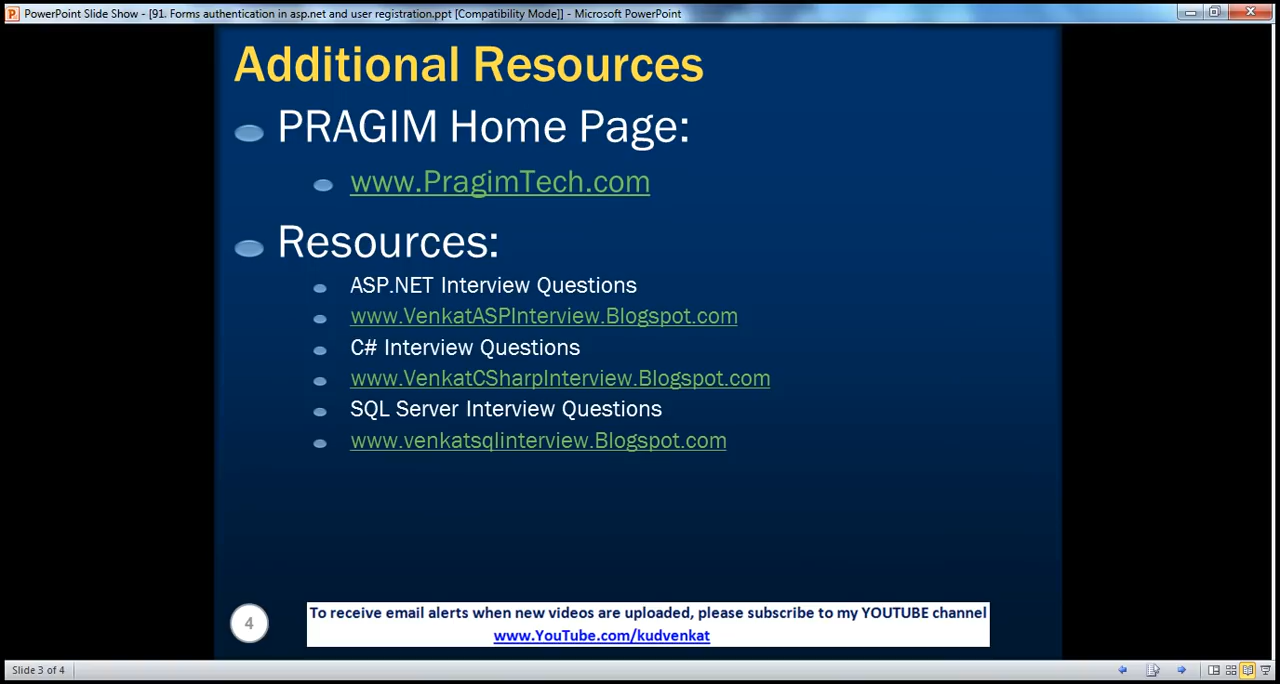 PowerPoint Slide Show - [91. Forms authentication in asp.net and user registration.ppt [Compatibility Mode]] - Microsoft PowerPoint
Additional Resources
PRAGIM Home Page:
www.PragimTech.com
Resources:
ASP.NET Interview Questions
www.VenkatASPInterview.Blogspot.com
C# Interview Questions
www.VenkatCSharpInterview.Blogspot.com
SQL Server Interview Questions
www.venkatsqlinterview.Blogspot.com
4
To receive email alerts when new videos are uploaded, please subscribe to my YOUTUBE channel
www.YouTube.com/kudvenkat
Slide 3 of 4